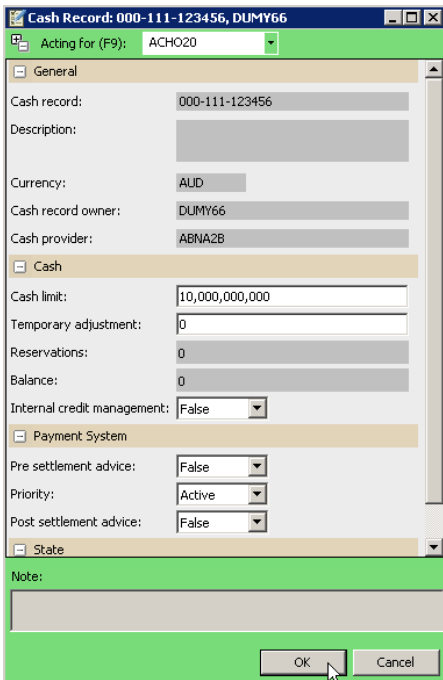 Cash Record: 000-111-123456, DUMY66
Acting for (F9): ACHO20
General
Cash record: 000-111-123456
Description:
Currency: AUD
Cash record owner: DUMY66
Cash provider: ABNA2B
Cash
Cash limit: 10,000,000,000
Temporary adjustment: 0
Reservations: 0
Balance: 0
Internal credit management: False
Payment System
Pre settlement advice: False
Priority: Active
Post settlement advice: False
State
Note:
OK Cancel